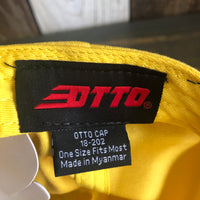 OTTO®
OTTO CAP
18-202
One Size Fits Most
Made in Myanmar